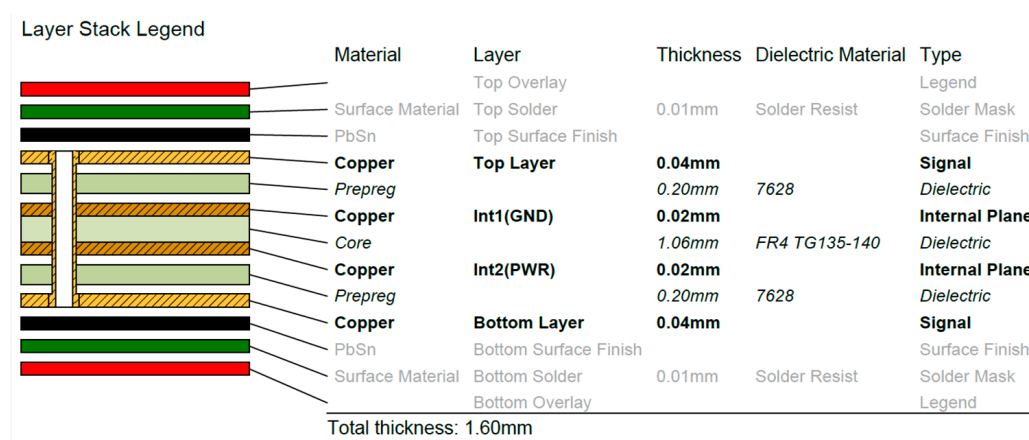 Layer Stack Legend
Material Layer Thickness Dielectric Material Type
Top Overlay Legend
Surface Material Top Solder 0.01mm Solder Resist Solder Mask
PbSn Top Surface Finish Surface Finish
Copper Top Layer 0.04mm Signal
Prepreg 0.20mm 7628 Dielectric
Copper Int1(GND) 0.02mm Internal Plane
Core 1.06mm FR4 TG135-140 Dielectric
Copper Int2(PWR) 0.02mm Internal Plane
Prepreg 0.20mm 7628 Dielectric
Copper Bottom Layer 0.04mm Signal
PbSn Bottom Surface Finish Surface Finish
Surface Material Bottom Solder 0.01mm Solder Resist Solder Mask
Bottom Overlay Legend
Total thickness: 1.60mm